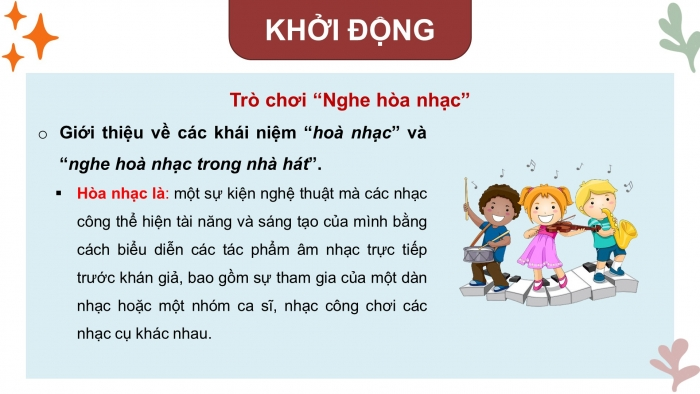 KHỞI ĐỘNG
Trò chơi “Nghe hòa nhạc”
o Giới thiệu về các khái niệm “hoà nhạc” và
“nghe hoà nhạc trong nhà hát”.
▪ Hòa nhạc là: một sự kiện nghệ thuật mà các nhạc
công thể hiện tài năng và sáng tạo của mình bằng
cách biểu diễn các tác phẩm âm nhạc trực tiếp
trước khán giả, bao gồm sự tham gia của một dàn
nhạc hoặc một nhóm ca sĩ, nhạc công chơi các
nhạc cụ khác nhau.